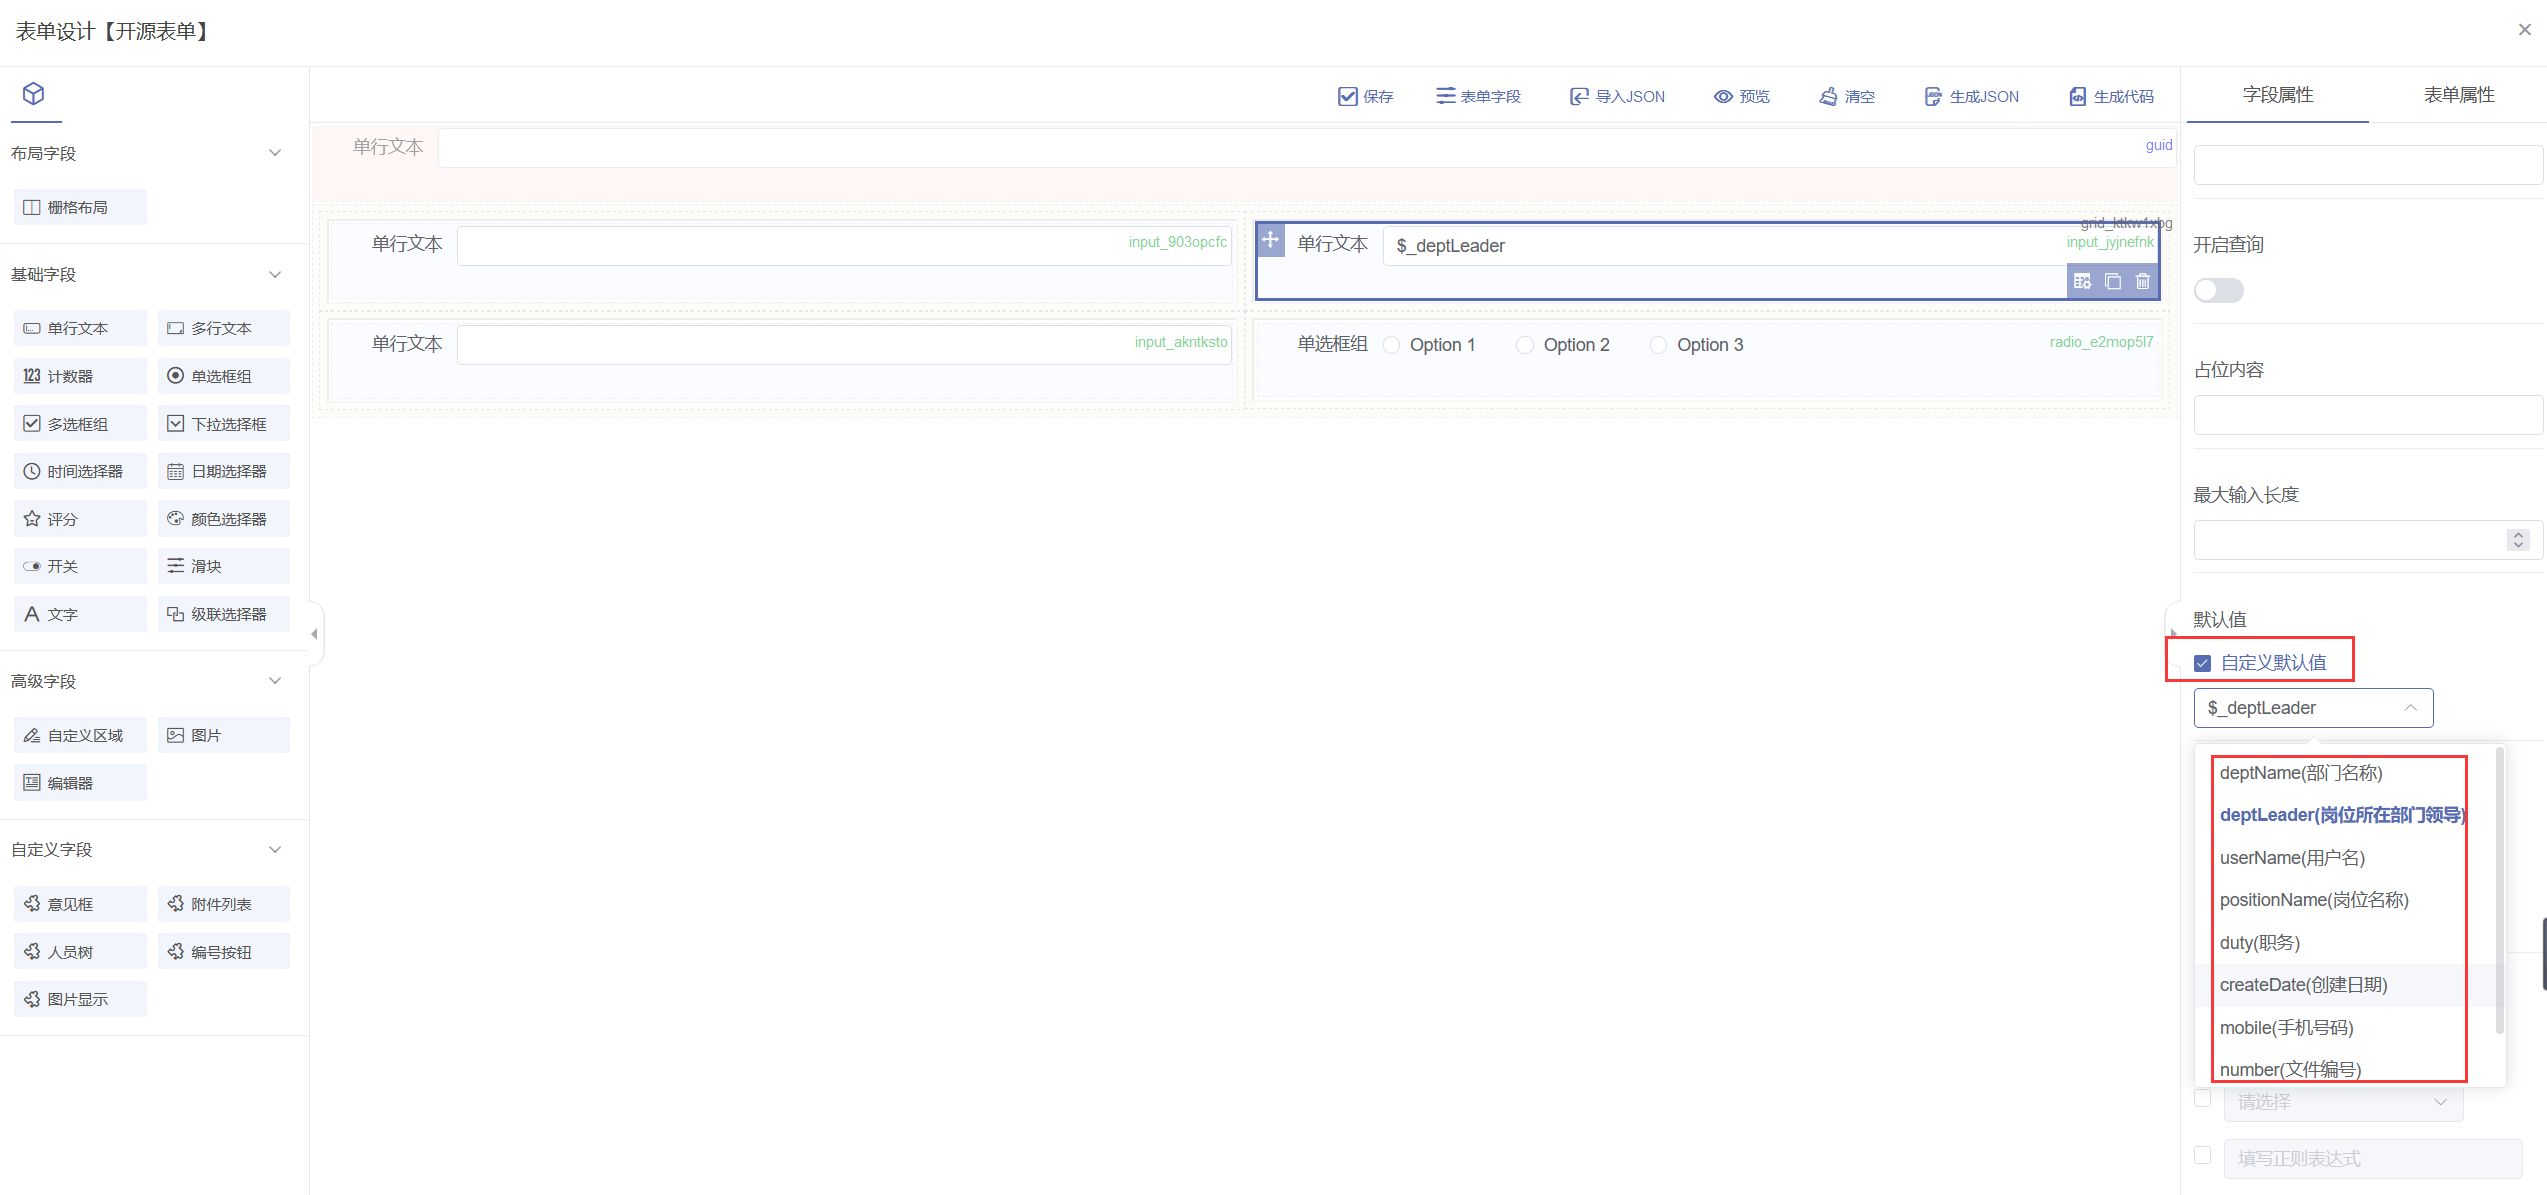 表单设计【开源表单】
保存
表单字段
导入JSON
预览
清空
生成JSON
生成代码
字段属性
表单属性
布局字段
栅格布局
基础字段
单行文本
多行文本
计数器
单选框组
多选框组
下拉选择框
时间选择器
日期选择器
评分
颜色选择器
开关
滑块
文字
级联选择器
高级字段
自定义区域
图片
编辑器
自定义字段
意见框
附件列表
人员树
编号按钮
图片显示
单行文本
guid
单行文本
input_903opcfc
grid_ktkw1xbg
单行文本
$_deptLeader
input_jyjnefnk
单行文本
input_akntksto
单选框组
Option 1
Option 2
Option 3
radio_e2mop5l7
开启查询
占位内容
最大输入长度
默认值
自定义默认值
$_deptLeader
deptName(部门名称)
deptLeader(岗位所在部门领导)
userName(用户名)
positionName(岗位名称)
duty(职务)
createDate(创建日期)
mobile(手机号码)
number(文件编号)
请选择
填写正则表达式